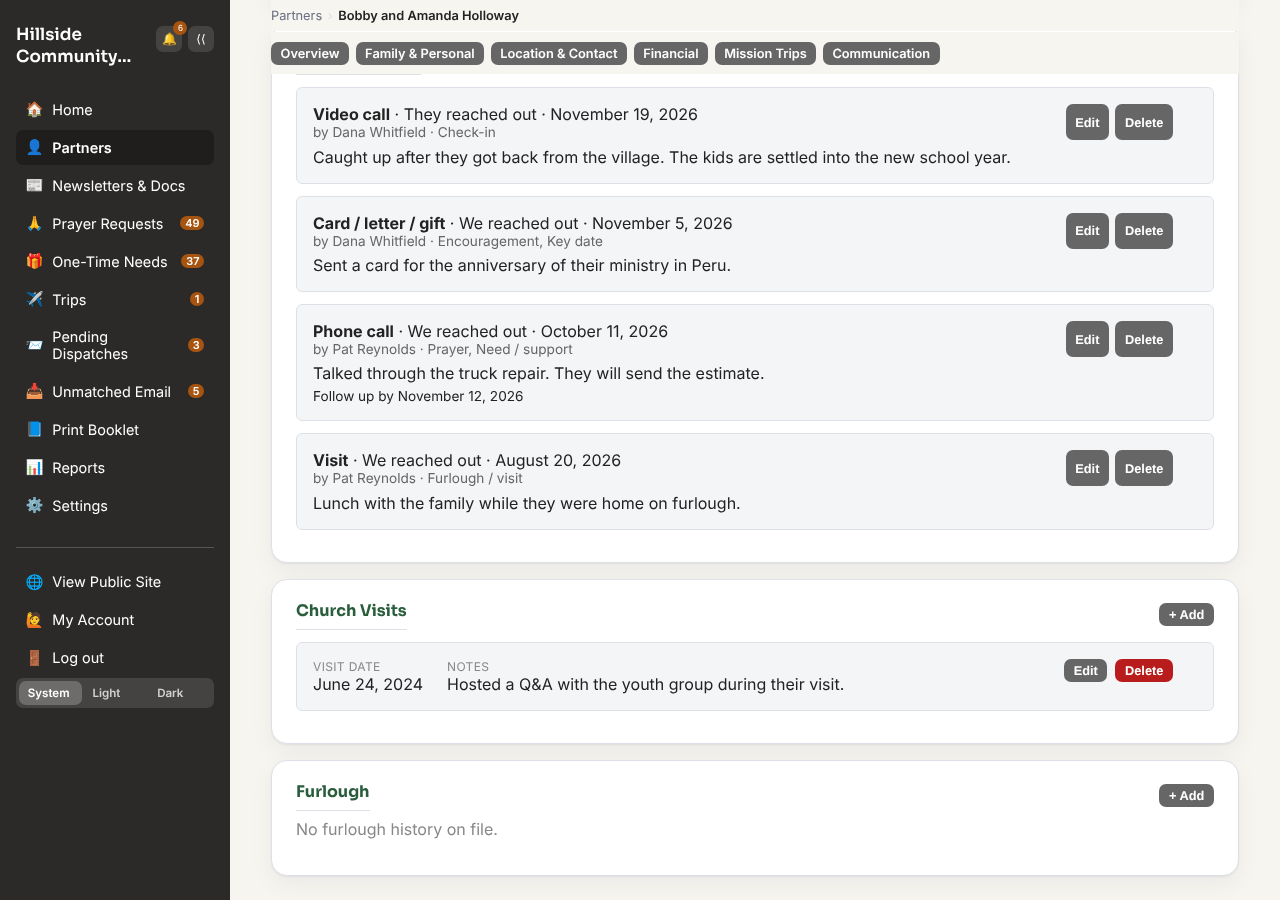 Hillside
Community...
6
⟨⟨
Home
Partners
Newsletters & Docs
Prayer Requests 49
One-Time Needs 37
Trips 1
Pending
Dispatches 3
Unmatched Email 5
Print Booklet
Reports
Settings
View Public Site
My Account
Log out
System Light Dark
Partners › Bobby and Amanda Holloway
Overview Family & Personal Location & Contact Financial Mission Trips Communication
Video call · They reached out · November 19, 2026
by Dana Whitfield · Check-in
Caught up after they got back from the village. The kids are settled into the new school year.
Edit Delete
Card / letter / gift · We reached out · November 5, 2026
by Dana Whitfield · Encouragement, Key date
Sent a card for the anniversary of their ministry in Peru.
Edit Delete
Phone call · We reached out · October 11, 2026
by Pat Reynolds · Prayer, Need / support
Talked through the truck repair. They will send the estimate.
Follow up by November 12, 2026
Edit Delete
Visit · We reached out · August 20, 2026
by Pat Reynolds · Furlough / visit
Lunch with the family while they were home on furlough.
Edit Delete
Church Visits
+ Add
VISIT DATE NOTES
June 24, 2024 Hosted a Q&A with the youth group during their visit.
Edit Delete
Furlough
+ Add
No furlough history on file.